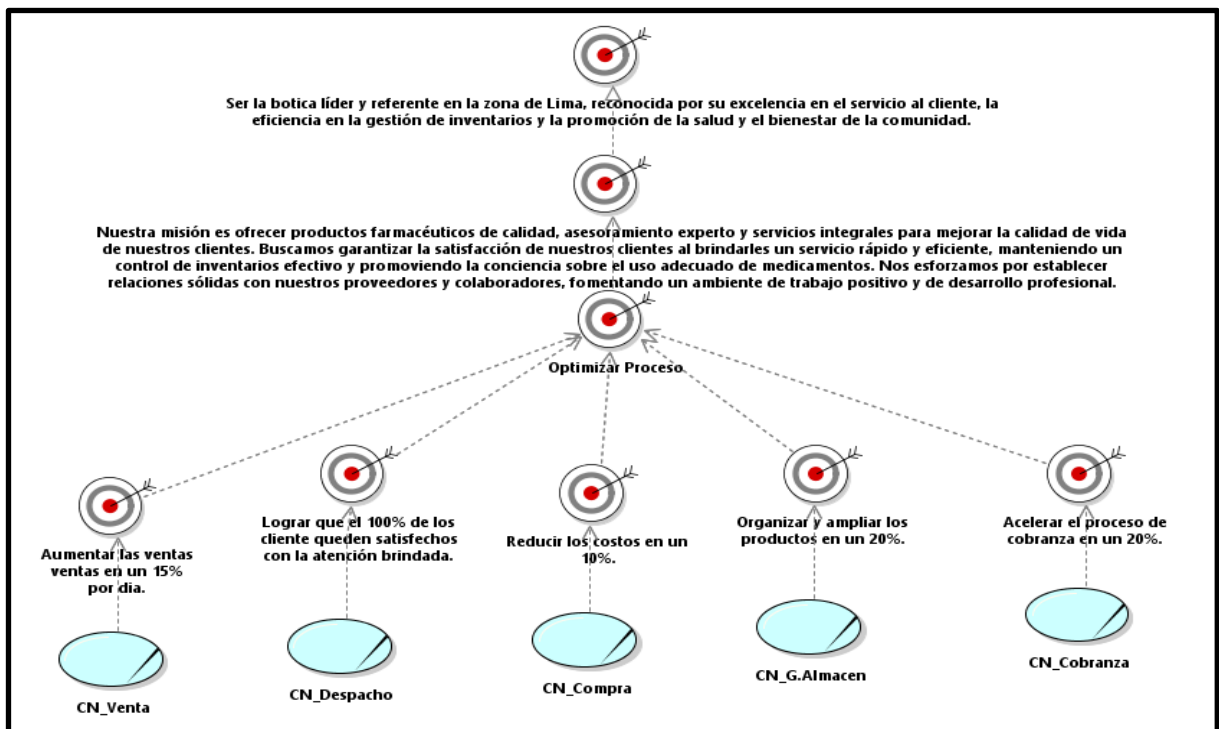 Ser la botica líder y referente en la zona de Lima, reconocida por su excelencia en el servicio al cliente, la
eficiencia en la gestión de inventarios y la promoción de la salud y el bienestar de la comunidad.
Nuestra misión es ofrecer productos farmacéuticos de calidad, asesoramiento experto y servicios integrales para mejorar la calidad de vida
de nuestros clientes. Buscamos garantizar la satisfacción de nuestros clientes al brindarles un servicio rápido y eficiente, manteniendo un
control de inventarios efectivo y promoviendo la conciencia sobre el uso adecuado de medicamentos. Nos esforzamos por establecer
relaciones sólidas con nuestros proveedores y colaboradores, fomentando un ambiente de trabajo positivo y de desarrollo profesional.
Optimizar Proceso
Aumentar las ventas
ventas en un 15%
por dia.
Lograr que el 100% de los
cliente queden satisfechos
con la atención brindada.
Reducir los costos en un
10%.
Organizar y ampliar los
productos en un 20%.
Acelerar el proceso de
cobranza en un 20%.
CN_Venta
CN_Despacho
CN_Compra
CN_G.Almacen
CN_Cobranza